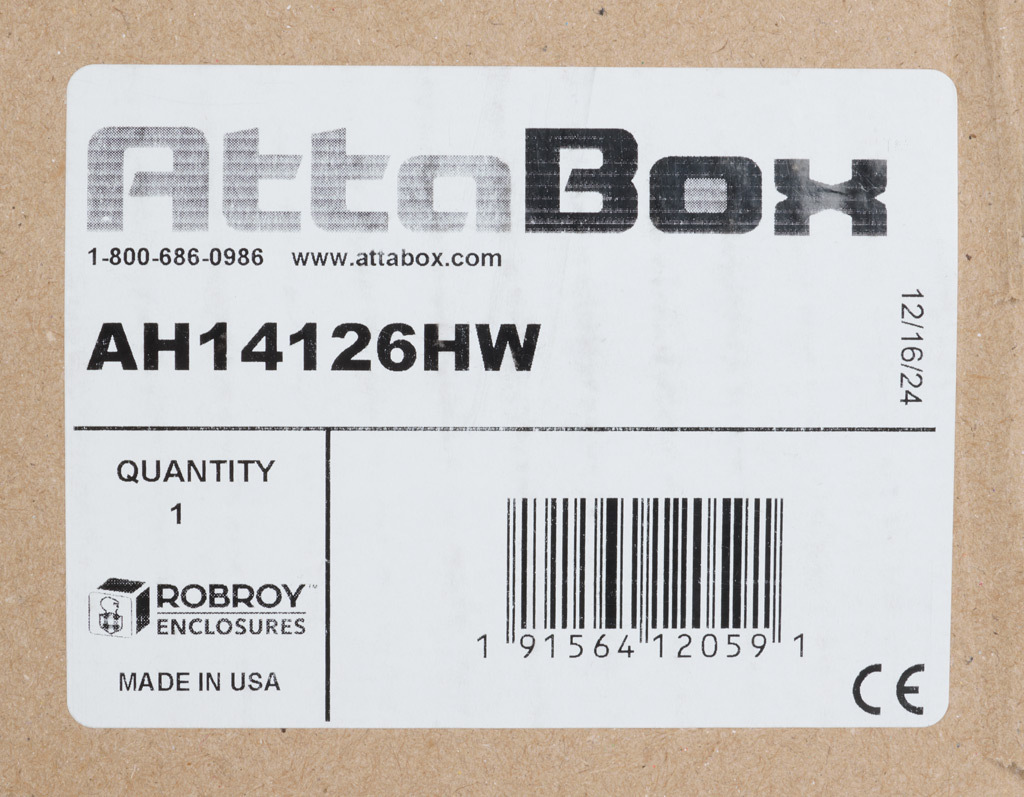 AttaBox
1-800-686-0986 www.attabox.com
AH14126HW
12/16/24
QUANTITY
1
ROBROY™
ENCLOSURES
MADE IN USA
1 91564 12059 1
CE